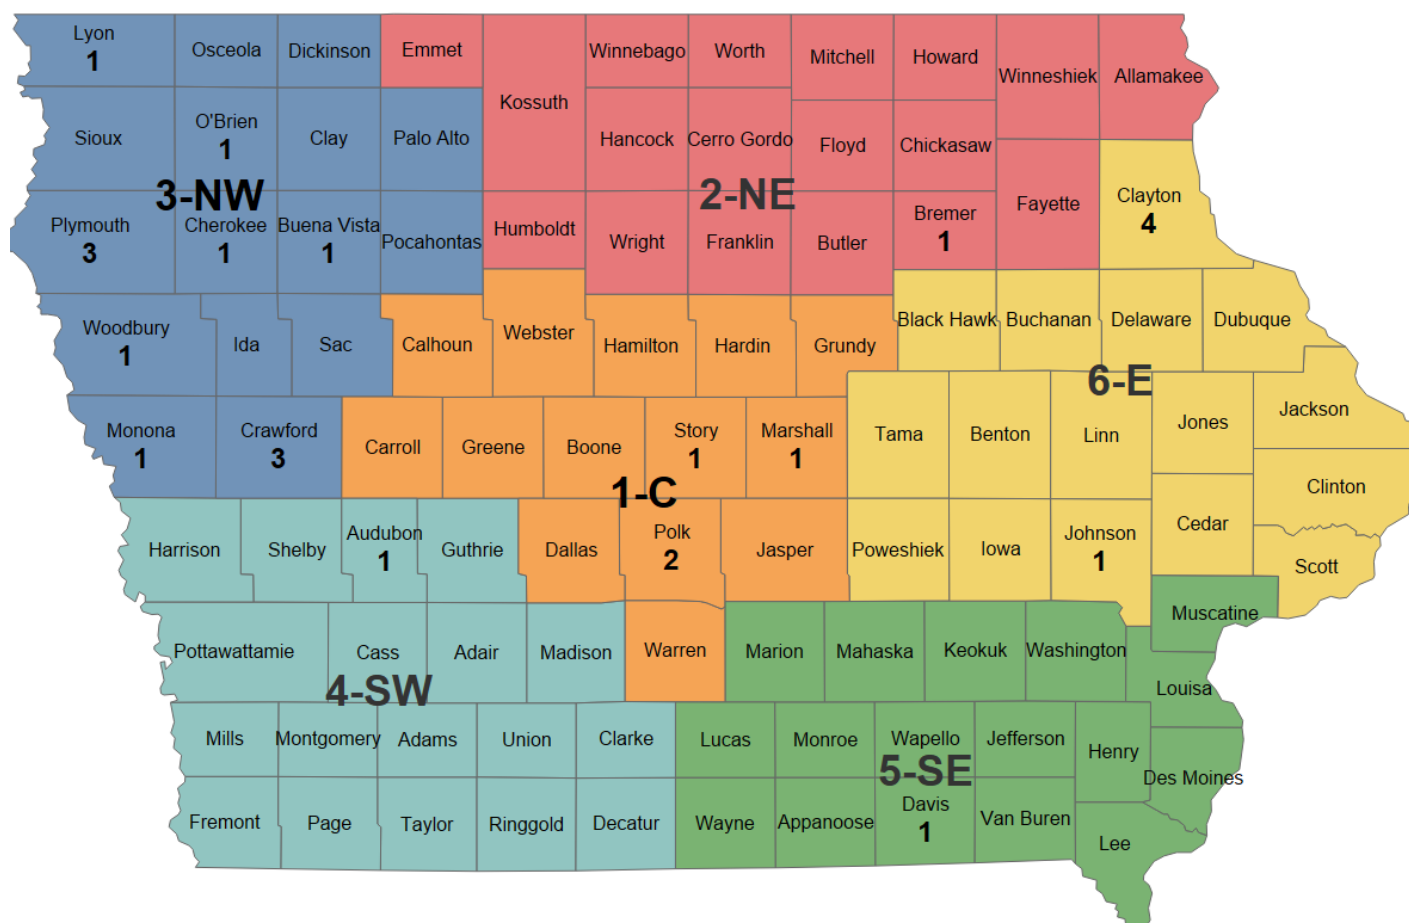 Lyon
1
Osceola
Dickinson
Emmet
Kossuth
Winnebago
Worth
Mitchell
Howard
Winneshiek
Allamakee
Sioux
O'Brien
1
Clay
Palo Alto
Hancock
Cerro Gordo
Floyd
Chickasaw
Fayette
Clayton
4
3-NW
2-NE
Plymouth
3
Cherokee
1
Buena Vista
1
Pocahontas
Humboldt
Wright
Franklin
Butler
Bremer
1
Woodbury
1
Ida
Sac
Calhoun
Webster
Hamilton
Hardin
Grundy
Black Hawk
Buchanan
Delaware
Dubuque
6-E
Monona
1
Crawford
3
Carroll
Greene
Boone
Story
1
Marshall
1
Tama
Benton
Linn
Jones
Jackson
1-C
Clinton
Harrison
Shelby
Audubon
1
Guthrie
Dallas
Polk
2
Jasper
Poweshiek
Iowa
Johnson
1
Cedar
Scott
Pottawattamie
Cass
Adair
Madison
Warren
Marion
Mahaska
Keokuk
Washington
Muscatine
Louisa
4-SW
Mills
Montgomery
Adams
Union
Clarke
Lucas
Monroe
Wapello
Jefferson
Henry
Des Moines
5-SE
Fremont
Page
Taylor
Ringgold
Decatur
Wayne
Appanoose
Davis
1
Van Buren
Lee